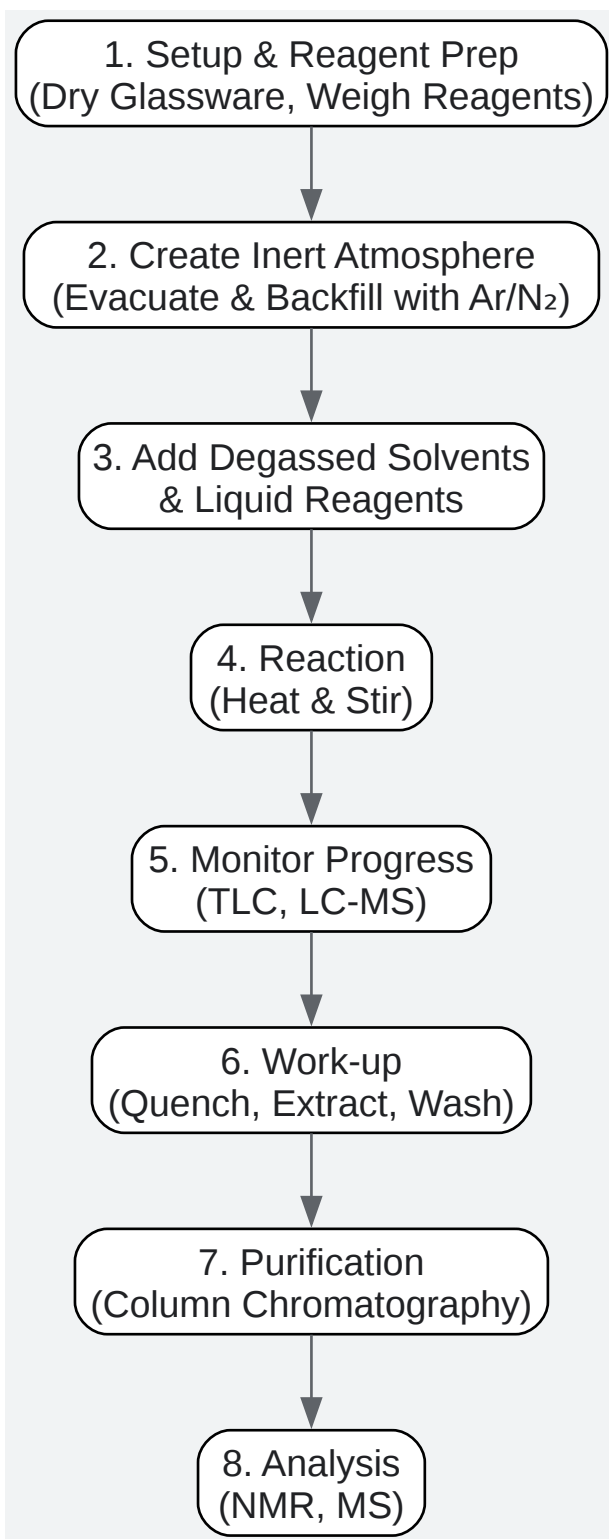 1. Setup & Reagent Prep
(Dry Glassware, Weigh Reagents)
2. Create Inert Atmosphere
(Evacuate & Backfill with Ar/N₂)
3. Add Degassed Solvents
& Liquid Reagents
4. Reaction
(Heat & Stir)
5. Monitor Progress
(TLC, LC-MS)
6. Work-up
(Quench, Extract, Wash)
7. Purification
(Column Chromatography)
8. Analysis
(NMR, MS)